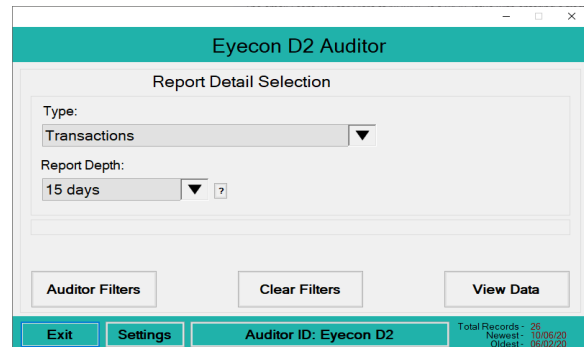 Eyecon D2 Auditor
Report Detail Selection
Type:
Transactions
Report Depth:
15 days ?
Auditor Filters Clear Filters View Data
Exit Settings Auditor ID: Eyecon D2
Total Records - 26
Newest - 10/06/20
Oldest - 06/02/20